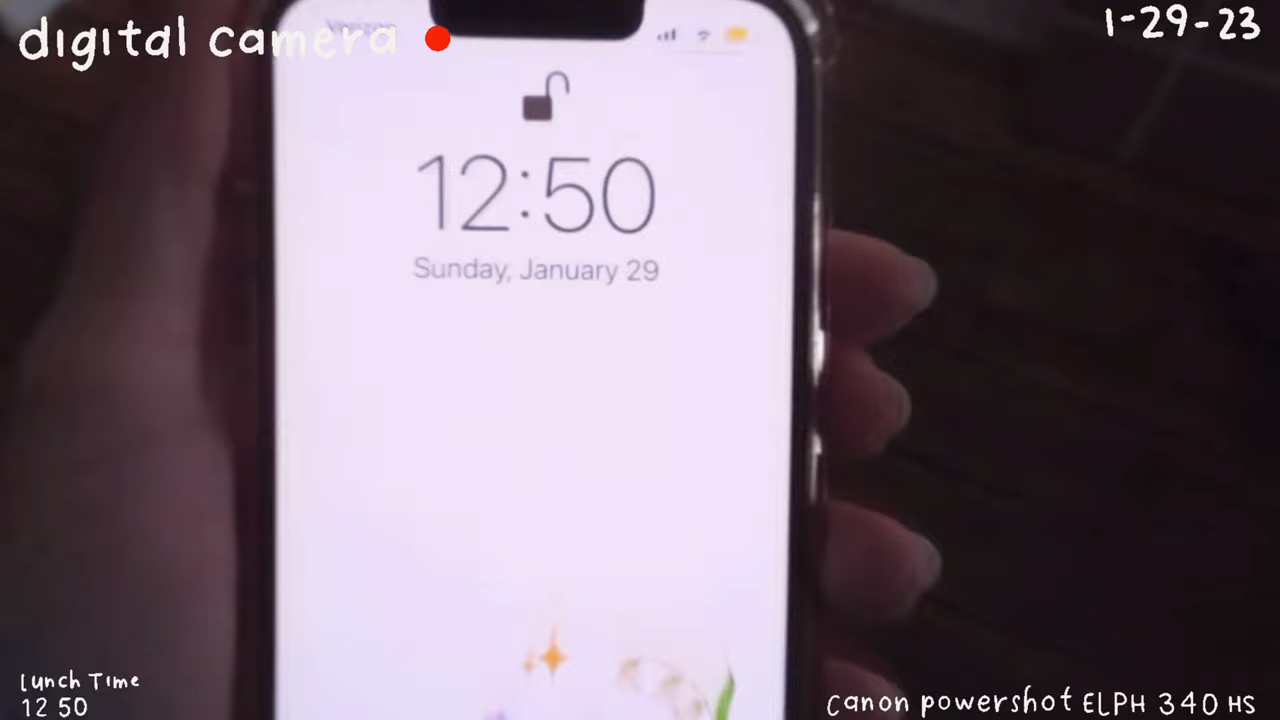 digital camera
1-29-23
Verizon
12:50
Sunday, January 29
lunch Time
12 50
canon powershot ELPH 340 HS